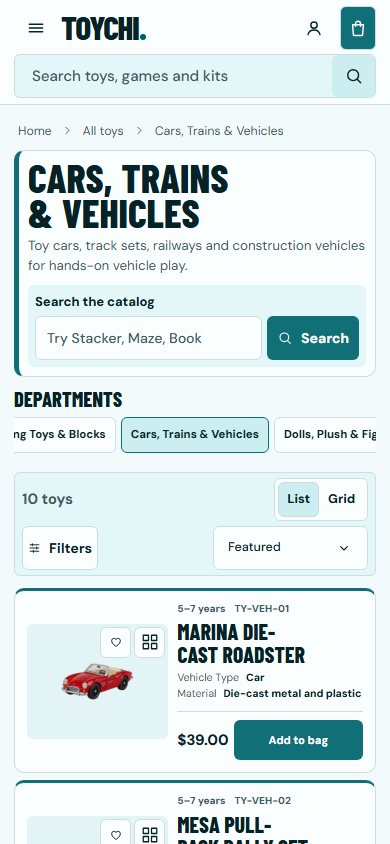 TOYCHI.
Search toys, games and kits
Home > All toys > Cars, Trains & Vehicles
CARS, TRAINS
& VEHICLES
Toy cars, track sets, railways and construction vehicles
for hands-on vehicle play.
Search the catalog
Try Stacker, Maze, Book
Search
DEPARTMENTS
ng Toys & Blocks
Cars, Trains & Vehicles
Dolls, Plush & Fig
10 toys
List
Grid
Filters
Featured
5–7 years TY-VEH-01
MARINA DIE-
CAST ROADSTER
Vehicle Type Car
Material Die-cast metal and plastic
$39.00
Add to bag
5–7 years TY-VEH-02
MESA PULL-
BACK RALLY SET